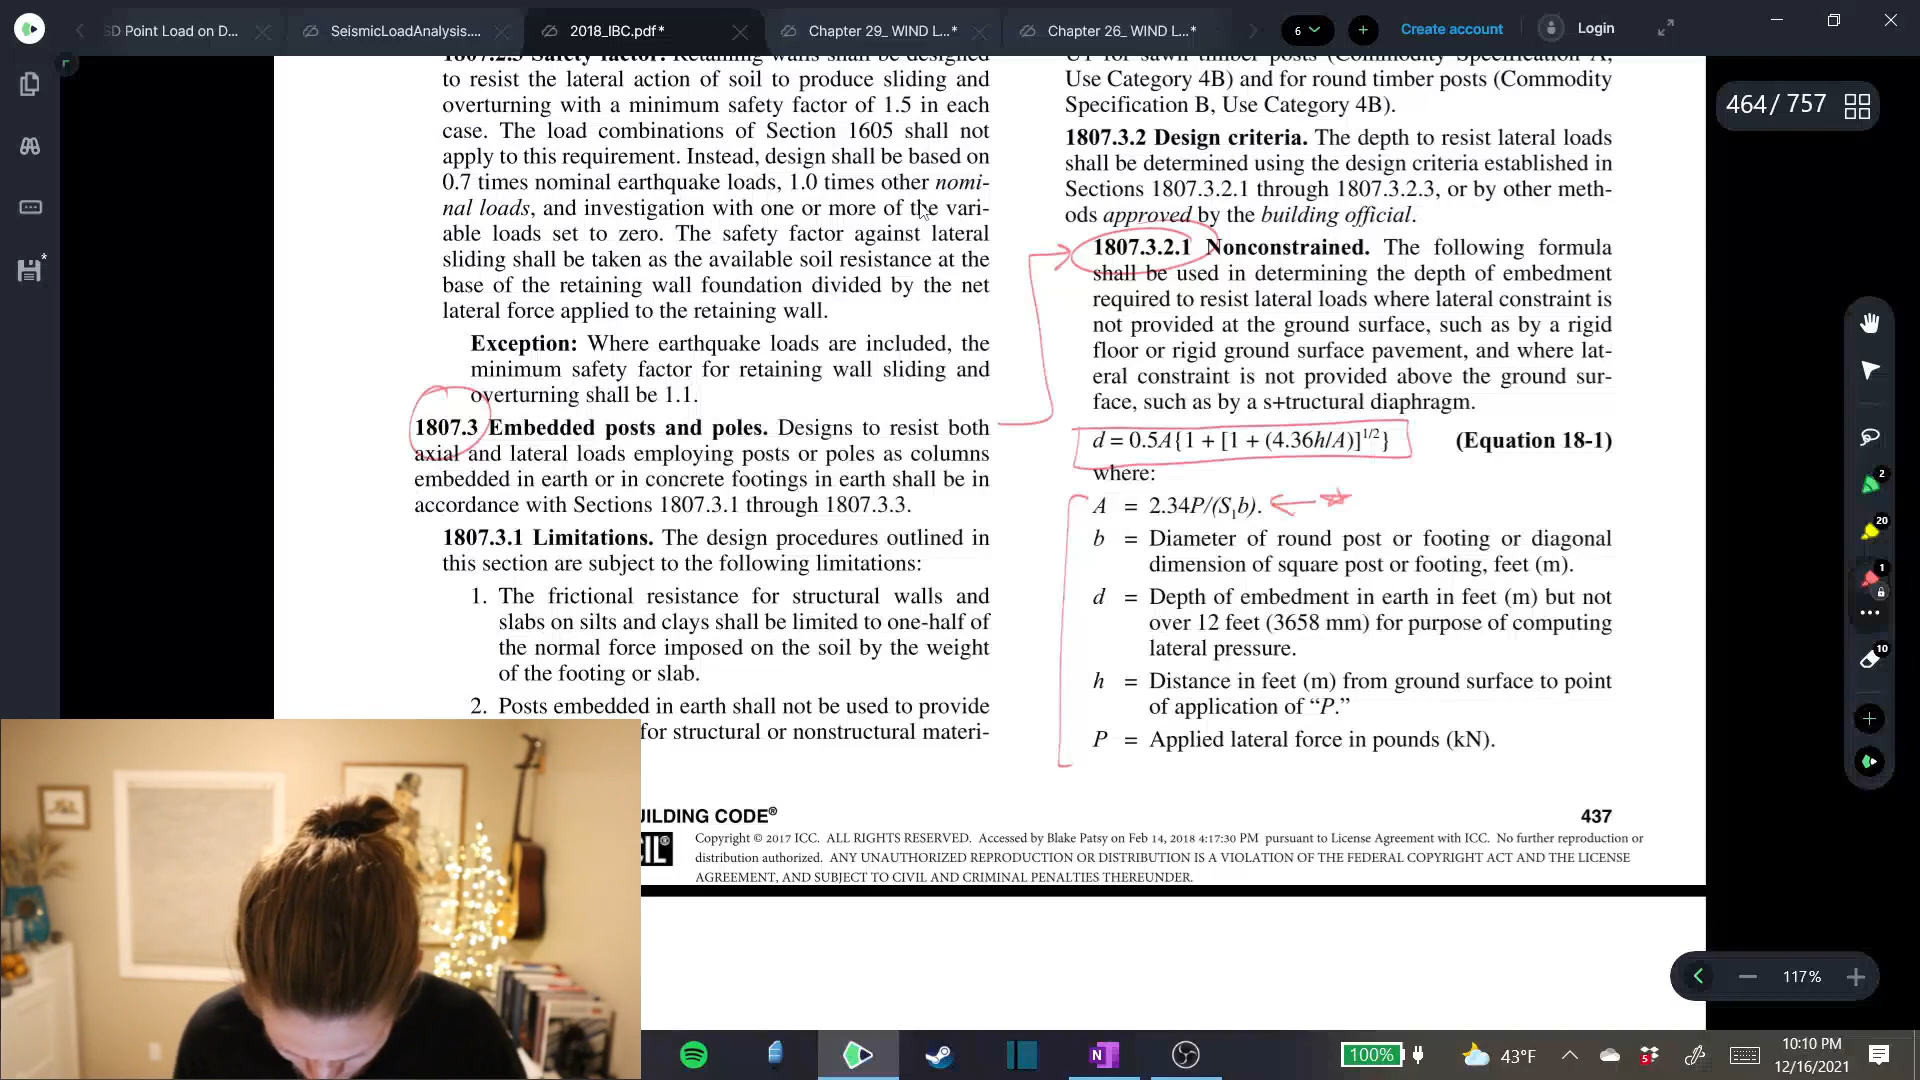 SD Point Load on D...
SeismicLoadAnalysis....
2018_IBC.pdf*
Chapter 29_ WIND L...*
Chapter 26_ WIND L...*
6
Create account
Login
464/ 757
1807.2.3 Safety factor. Retaining walls shall be designed
to resist the lateral action of soil to produce sliding and
overturning with a minimum safety factor of 1.5 in each
case. The load combinations of Section 1605 shall not
apply to this requirement. Instead, design shall be based on
0.7 times nominal earthquake loads, 1.0 times other nomi-
nal loads, and investigation with one or more of the vari-
able loads set to zero. The safety factor against lateral
sliding shall be taken as the available soil resistance at the
base of the retaining wall foundation divided by the net
lateral force applied to the retaining wall.
Exception: Where earthquake loads are included, the
minimum safety factor for retaining wall sliding and
overturning shall be 1.1.
1807.3 Embedded posts and poles. Designs to resist both
axial and lateral loads employing posts or poles as columns
embedded in earth or in concrete footings in earth shall be in
accordance with Sections 1807.3.1 through 1807.3.3.
1807.3.1 Limitations. The design procedures outlined in
this section are subject to the following limitations:
1. The frictional resistance for structural walls and
slabs on silts and clays shall be limited to one-half of
the normal force imposed on the soil by the weight
of the footing or slab.
2. Posts embedded in earth shall not be used to provide
for structural or nonstructural materi-
U1 for sawn timber posts (Commodity Specification A,
Use Category 4B) and for round timber posts (Commodity
Specification B, Use Category 4B).
1807.3.2 Design criteria. The depth to resist lateral loads
shall be determined using the design criteria established in
Sections 1807.3.2.1 through 1807.3.2.3, or by other meth-
ods approved by the building official.
1807.3.2.1 Nonconstrained. The following formula
shall be used in determining the depth of embedment
required to resist lateral loads where lateral constraint is
not provided at the ground surface, such as by a rigid
floor or rigid ground surface pavement, and where lat-
eral constraint is not provided above the ground sur-
face, such as by a s+tructural diaphragm.
d = 0.5A{1 + [1 + (4.36h/A)]1/2} (Equation 18-1)
where:
A = 2.34P/(S1b).
b = Diameter of round post or footing or diagonal
dimension of square post or footing, feet (m).
d = Depth of embedment in earth in feet (m) but not
over 12 feet (3658 mm) for purpose of computing
lateral pressure.
h = Distance in feet (m) from ground surface to point
of application of “P.”
P = Applied lateral force in pounds (kN).
UILDING CODE®
437
Copyright © 2017 ICC. ALL RIGHTS RESERVED. Accessed by Blake Patsy on Feb 14, 2018 4:17:30 PM pursuant to License Agreement with ICC. No further reproduction or
distribution authorized. ANY UNAUTHORIZED REPRODUCTION OR DISTRIBUTION IS A VIOLATION OF THE FEDERAL COPYRIGHT ACT AND THE LICENSE
AGREEMENT, AND SUBJECT TO CIVIL AND CRIMINAL PENALTIES THEREUNDER.
2
20
1
10
117%
100%
43°F
5
10:10 PM
12/16/2021